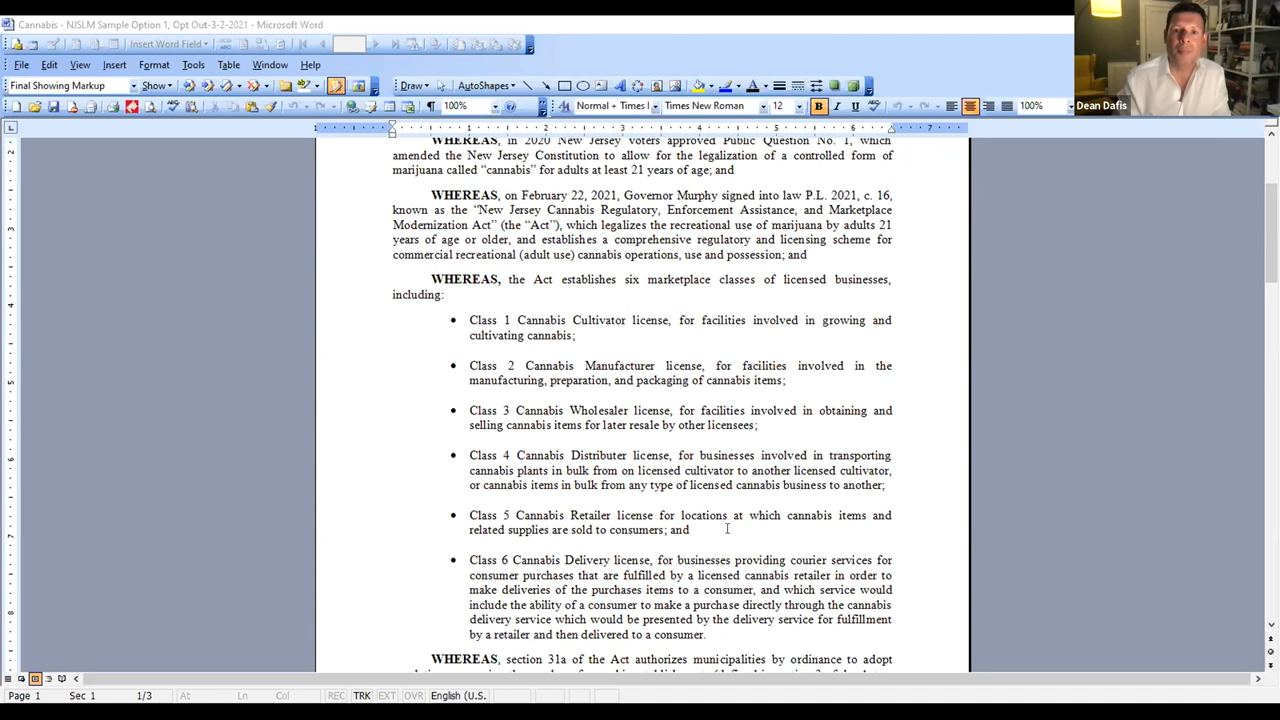 Cannabis - NJSLM Sample Option 1, Opt Out-3-2-2021 - Microsoft Word
Insert Word Field
File Edit View Insert Format Tools Table Window Help
Final Showing Markup Show Draw AutoShapes
100% Normal + Times I Times New Roman 12 B I U 100%
Dean Dafis
1 1 2 3 4 5 6 7
WHEREAS, in 2020 New Jersey voters approved Public Question No. 1, which
amended the New Jersey Constitution to allow for the legalization of a controlled form of
marijuana called “cannabis” for adults at least 21 years of age; and
WHEREAS, on February 22, 2021, Governor Murphy signed into law P.L. 2021, c. 16,
known as the “New Jersey Cannabis Regulatory, Enforcement Assistance, and Marketplace
Modernization Act” (the “Act”), which legalizes the recreational use of marijuana by adults 21
years of age or older, and establishes a comprehensive regulatory and licensing scheme for
commercial recreational (adult use) cannabis operations, use and possession; and
WHEREAS, the Act establishes six marketplace classes of licensed businesses,
including:
• Class 1 Cannabis Cultivator license, for facilities involved in growing and
cultivating cannabis;
• Class 2 Cannabis Manufacturer license, for facilities involved in the
manufacturing, preparation, and packaging of cannabis items;
• Class 3 Cannabis Wholesaler license, for facilities involved in obtaining and
selling cannabis items for later resale by other licensees;
• Class 4 Cannabis Distributer license, for businesses involved in transporting
cannabis plants in bulk from on licensed cultivator to another licensed cultivator,
or cannabis items in bulk from any type of licensed cannabis business to another;
• Class 5 Cannabis Retailer license for locations at which cannabis items and
related supplies are sold to consumers; and
• Class 6 Cannabis Delivery license, for businesses providing courier services for
consumer purchases that are fulfilled by a licensed cannabis retailer in order to
make deliveries of the purchases items to a consumer, and which service would
include the ability of a consumer to make a purchase directly through the cannabis
delivery service which would be presented by the delivery service for fulfillment
by a retailer and then delivered to a consumer.
WHEREAS, section 31a of the Act authorizes municipalities by ordinance to adopt
Page 1 Sec 1 1/3 At Ln Col REC TRK EXT OVR English (U.S.